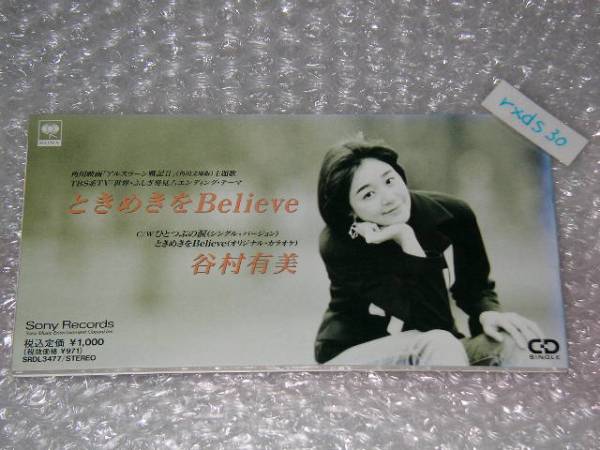 角川映画「アルスラーン戦記II」(角川文庫版)主題歌
TBS系TV「世界・ふしぎ発見!」エンディング・テーマ
ときめきをBelieve
C/W ひとつぶの涙(シングル・バージョン)
ときめきをBelieve(オリジナル・カラオケ)
谷村有美
Sony Records
税込定価 ¥1,000
(税抜価格 ¥971)
SRDL3477/STEREO
CD
SINGLE
rxds 30